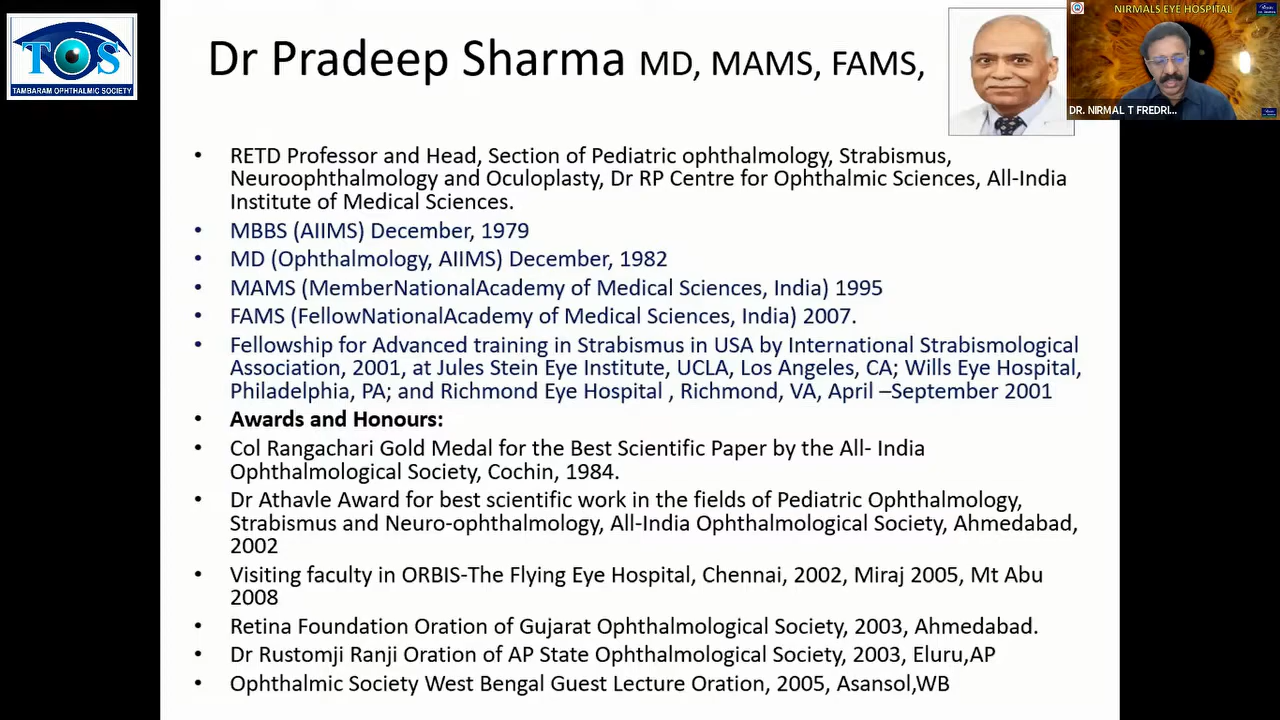 TOS
TAMBARAM OPHTHALMIC SOCIETY
Dr Pradeep Sharma MD, MAMS, FAMS,
NIRMALS EYE HOSPITAL
DR. NIRMAL T FREDRI...
• RETD Professor and Head, Section of Pediatric ophthalmology, Strabismus,
Neuroophthalmology and Oculoplasty, Dr RP Centre for Ophthalmic Sciences, All-India
Institute of Medical Sciences.
• MBBS (AIIMS) December, 1979
• MD (Ophthalmology, AIIMS) December, 1982
• MAMS (MemberNationalAcademy of Medical Sciences, India) 1995
• FAMS (FellowNationalAcademy of Medical Sciences, India) 2007.
• Fellowship for Advanced training in Strabismus in USA by International Strabismological
Association, 2001, at Jules Stein Eye Institute, UCLA, Los Angeles, CA; Wills Eye Hospital,
Philadelphia, PA; and Richmond Eye Hospital , Richmond, VA, April –September 2001
• Awards and Honours:
• Col Rangachari Gold Medal for the Best Scientific Paper by the All- India
Ophthalmological Society, Cochin, 1984.
• Dr Athavle Award for best scientific work in the fields of Pediatric Ophthalmology,
Strabismus and Neuro-ophthalmology, All-India Ophthalmological Society, Ahmedabad,
2002
• Visiting faculty in ORBIS-The Flying Eye Hospital, Chennai, 2002, Miraj 2005, Mt Abu
2008
• Retina Foundation Oration of Gujarat Ophthalmological Society, 2003, Ahmedabad.
• Dr Rustomji Ranji Oration of AP State Ophthalmological Society, 2003, Eluru,AP
• Ophthalmic Society West Bengal Guest Lecture Oration, 2005, Asansol,WB